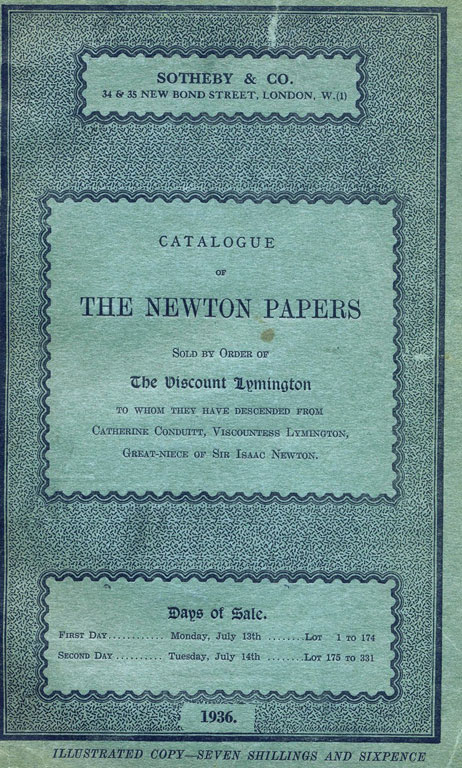 SOTHEBY & CO.
34 & 35 NEW BOND STREET, LONDON, W.(1)
CATALOGUE
OF
THE NEWTON PAPERS
SOLD BY ORDER OF
The Viscount Lymington
TO WHOM THEY HAVE DESCENDED FROM
CATHERINE CONDUITT, VISCOUNTESS LYMINGTON,
GREAT-NIECE OF SIR ISAAC NEWTON.
Days of Sale.
FIRST DAY............ Monday, July 13th ........LOT 1 TO 174
SECOND DAY .......... Tuesday, July 14th ........LOT 175 TO 331
1936.
ILLUSTRATED COPY—SEVEN SHILLINGS AND SIXPENCE